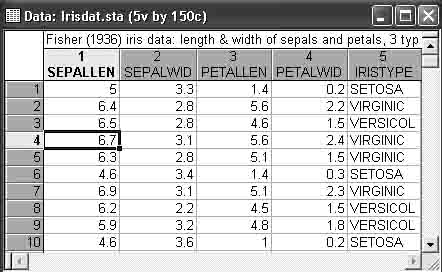 Data: Irisdat.sta (5v by 150c)
Fisher (1936) iris data: length & width of sepals and petals, 3 typ
1 2 3 4 5
SEPALLEN SEPALWID PETALLEN PETALWID IRISTYPE
1 5 3.3 1.4 0.2 SETOSA
2 6.4 2.8 5.6 2.2 VIRGINIC
3 6.5 2.8 4.6 1.5 VERSICOL
4 6.7 3.1 5.6 2.4 VIRGINIC
5 6.3 2.8 5.1 1.5 VIRGINIC
6 4.6 3.4 1.4 0.3 SETOSA
7 6.9 3.1 5.1 2.3 VIRGINIC
8 6.2 2.2 4.5 1.5 VERSICOL
9 5.9 3.2 4.8 1.8 VERSICOL
10 4.6 3.6 1 0.2 SETOSA